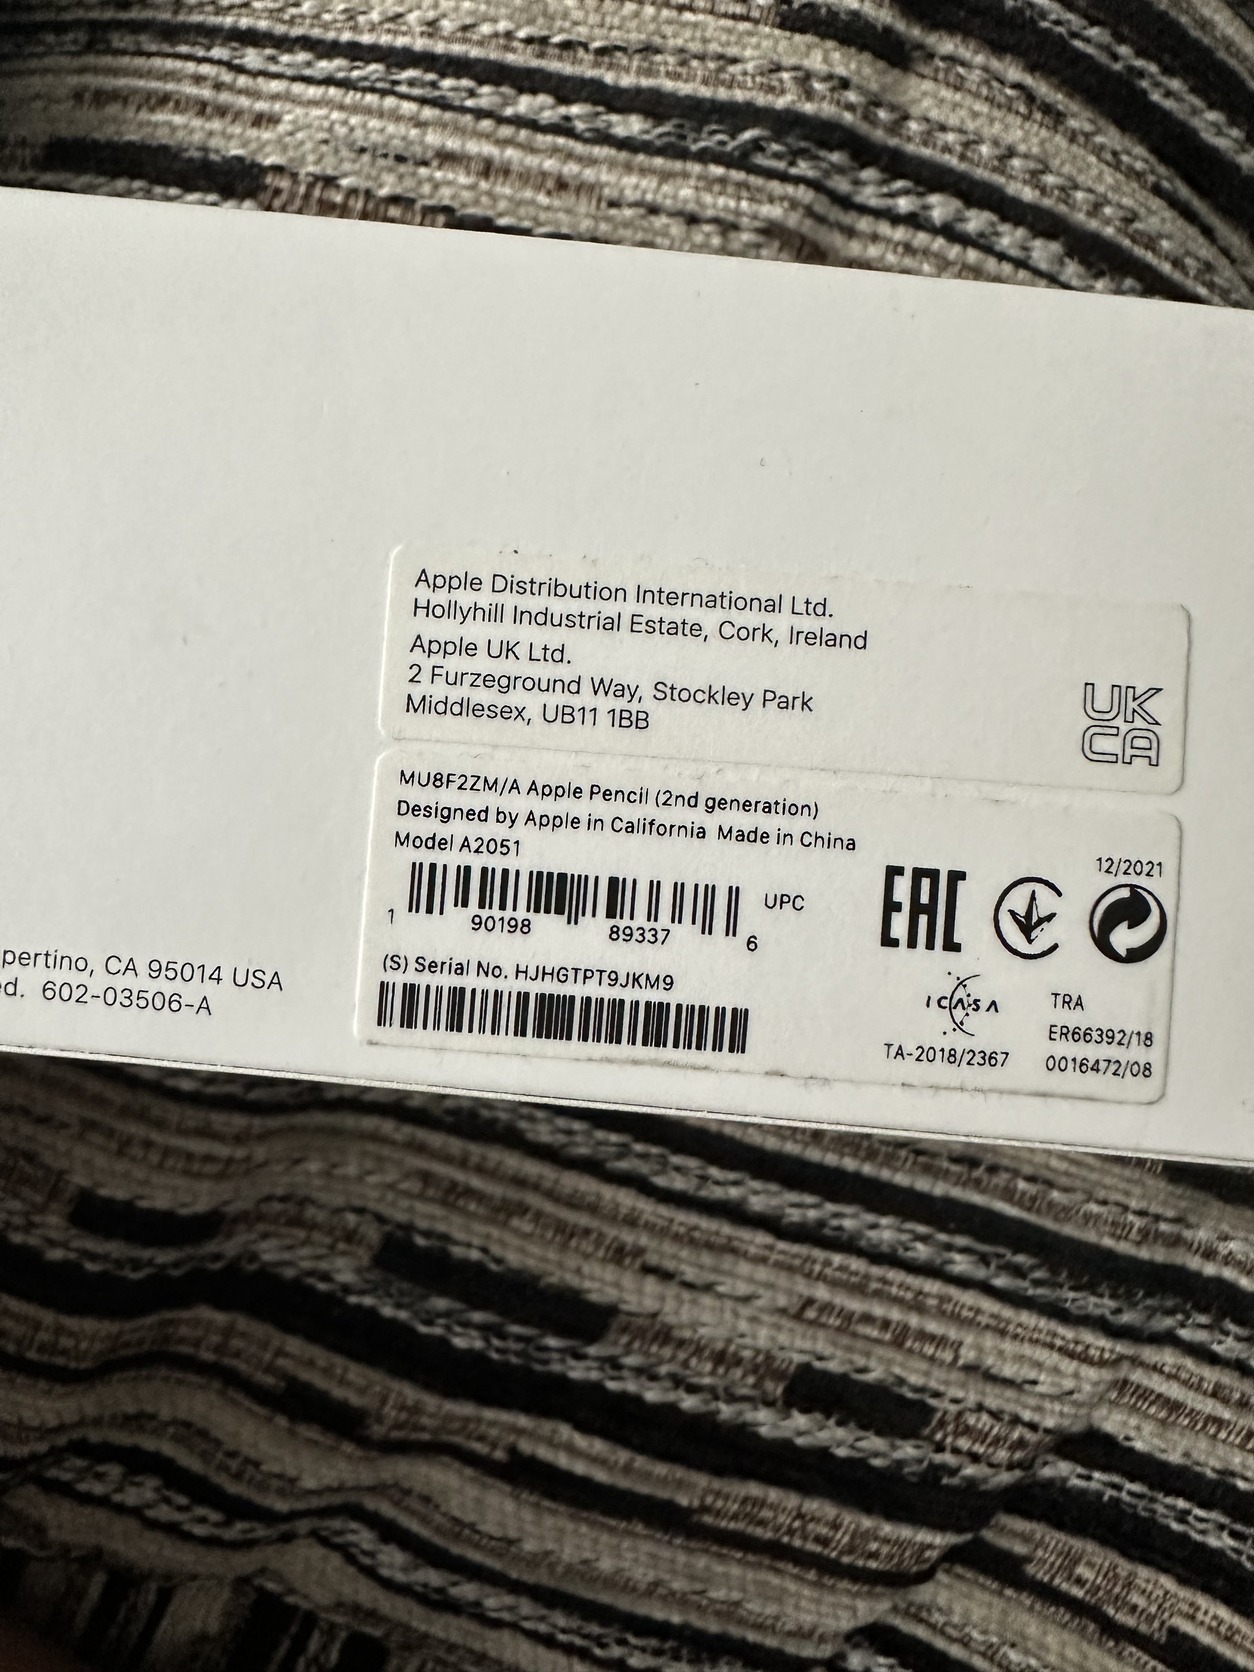 Apple Distribution International Ltd.
Hollyhill Industrial Estate, Cork, Ireland
Apple UK Ltd.
2 Furzeground Way, Stockley Park
Middlesex, UB11 1BB
UK
CA
MU8F2ZM/A Apple Pencil (2nd generation)
Designed by Apple in California Made in China
Model A2051
12/2021
UPC
1 90198 89337 6
EAC
(S) Serial No. HJHGTPT9JKM9
ICASA
TA-2018/2367
TRA
ER66392/18
0016472/08
pertino, CA 95014 USA
ed. 602-03506-A